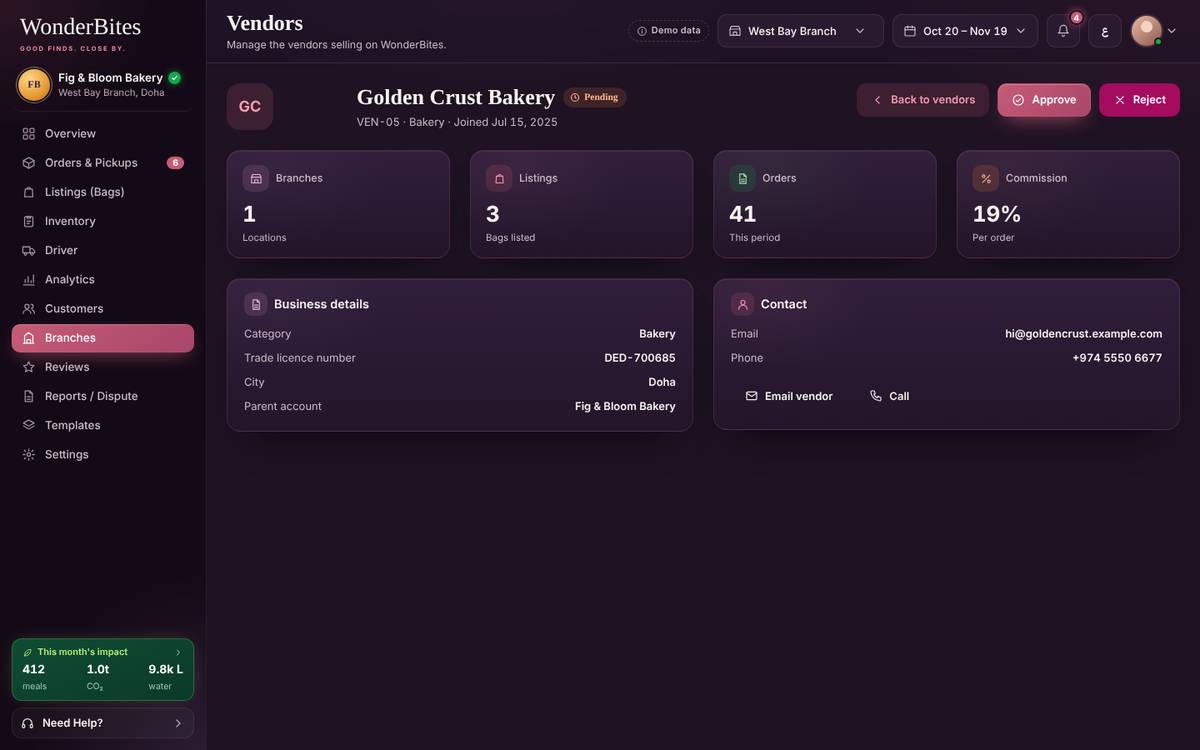 WonderBites
GOOD FINDS. CLOSE BY.
FB
Fig & Bloom Bakery
West Bay Branch, Doha
Overview
Orders & Pickups 6
Listings (Bags)
Inventory
Driver
Analytics
Customers
Branches
Reviews
Reports / Dispute
Templates
Settings
This month's impact
412 1.0t 9.8k L
meals CO₂ water
Need Help?
Vendors
Manage the vendors selling on WonderBites.
Demo data
West Bay Branch
Oct 20 – Nov 19
4
ع
GC
Golden Crust Bakery Pending
VEN-05 · Bakery · Joined Jul 15, 2025
Back to vendors
Approve
Reject
Branches
1
Locations
Listings
3
Bags listed
Orders
41
This period
Commission
19%
Per order
Business details
Category Bakery
Trade licence number DED-700685
City Doha
Parent account Fig & Bloom Bakery
Contact
Email hi@goldencrust.example.com
Phone +974 5550 6677
Email vendor Call